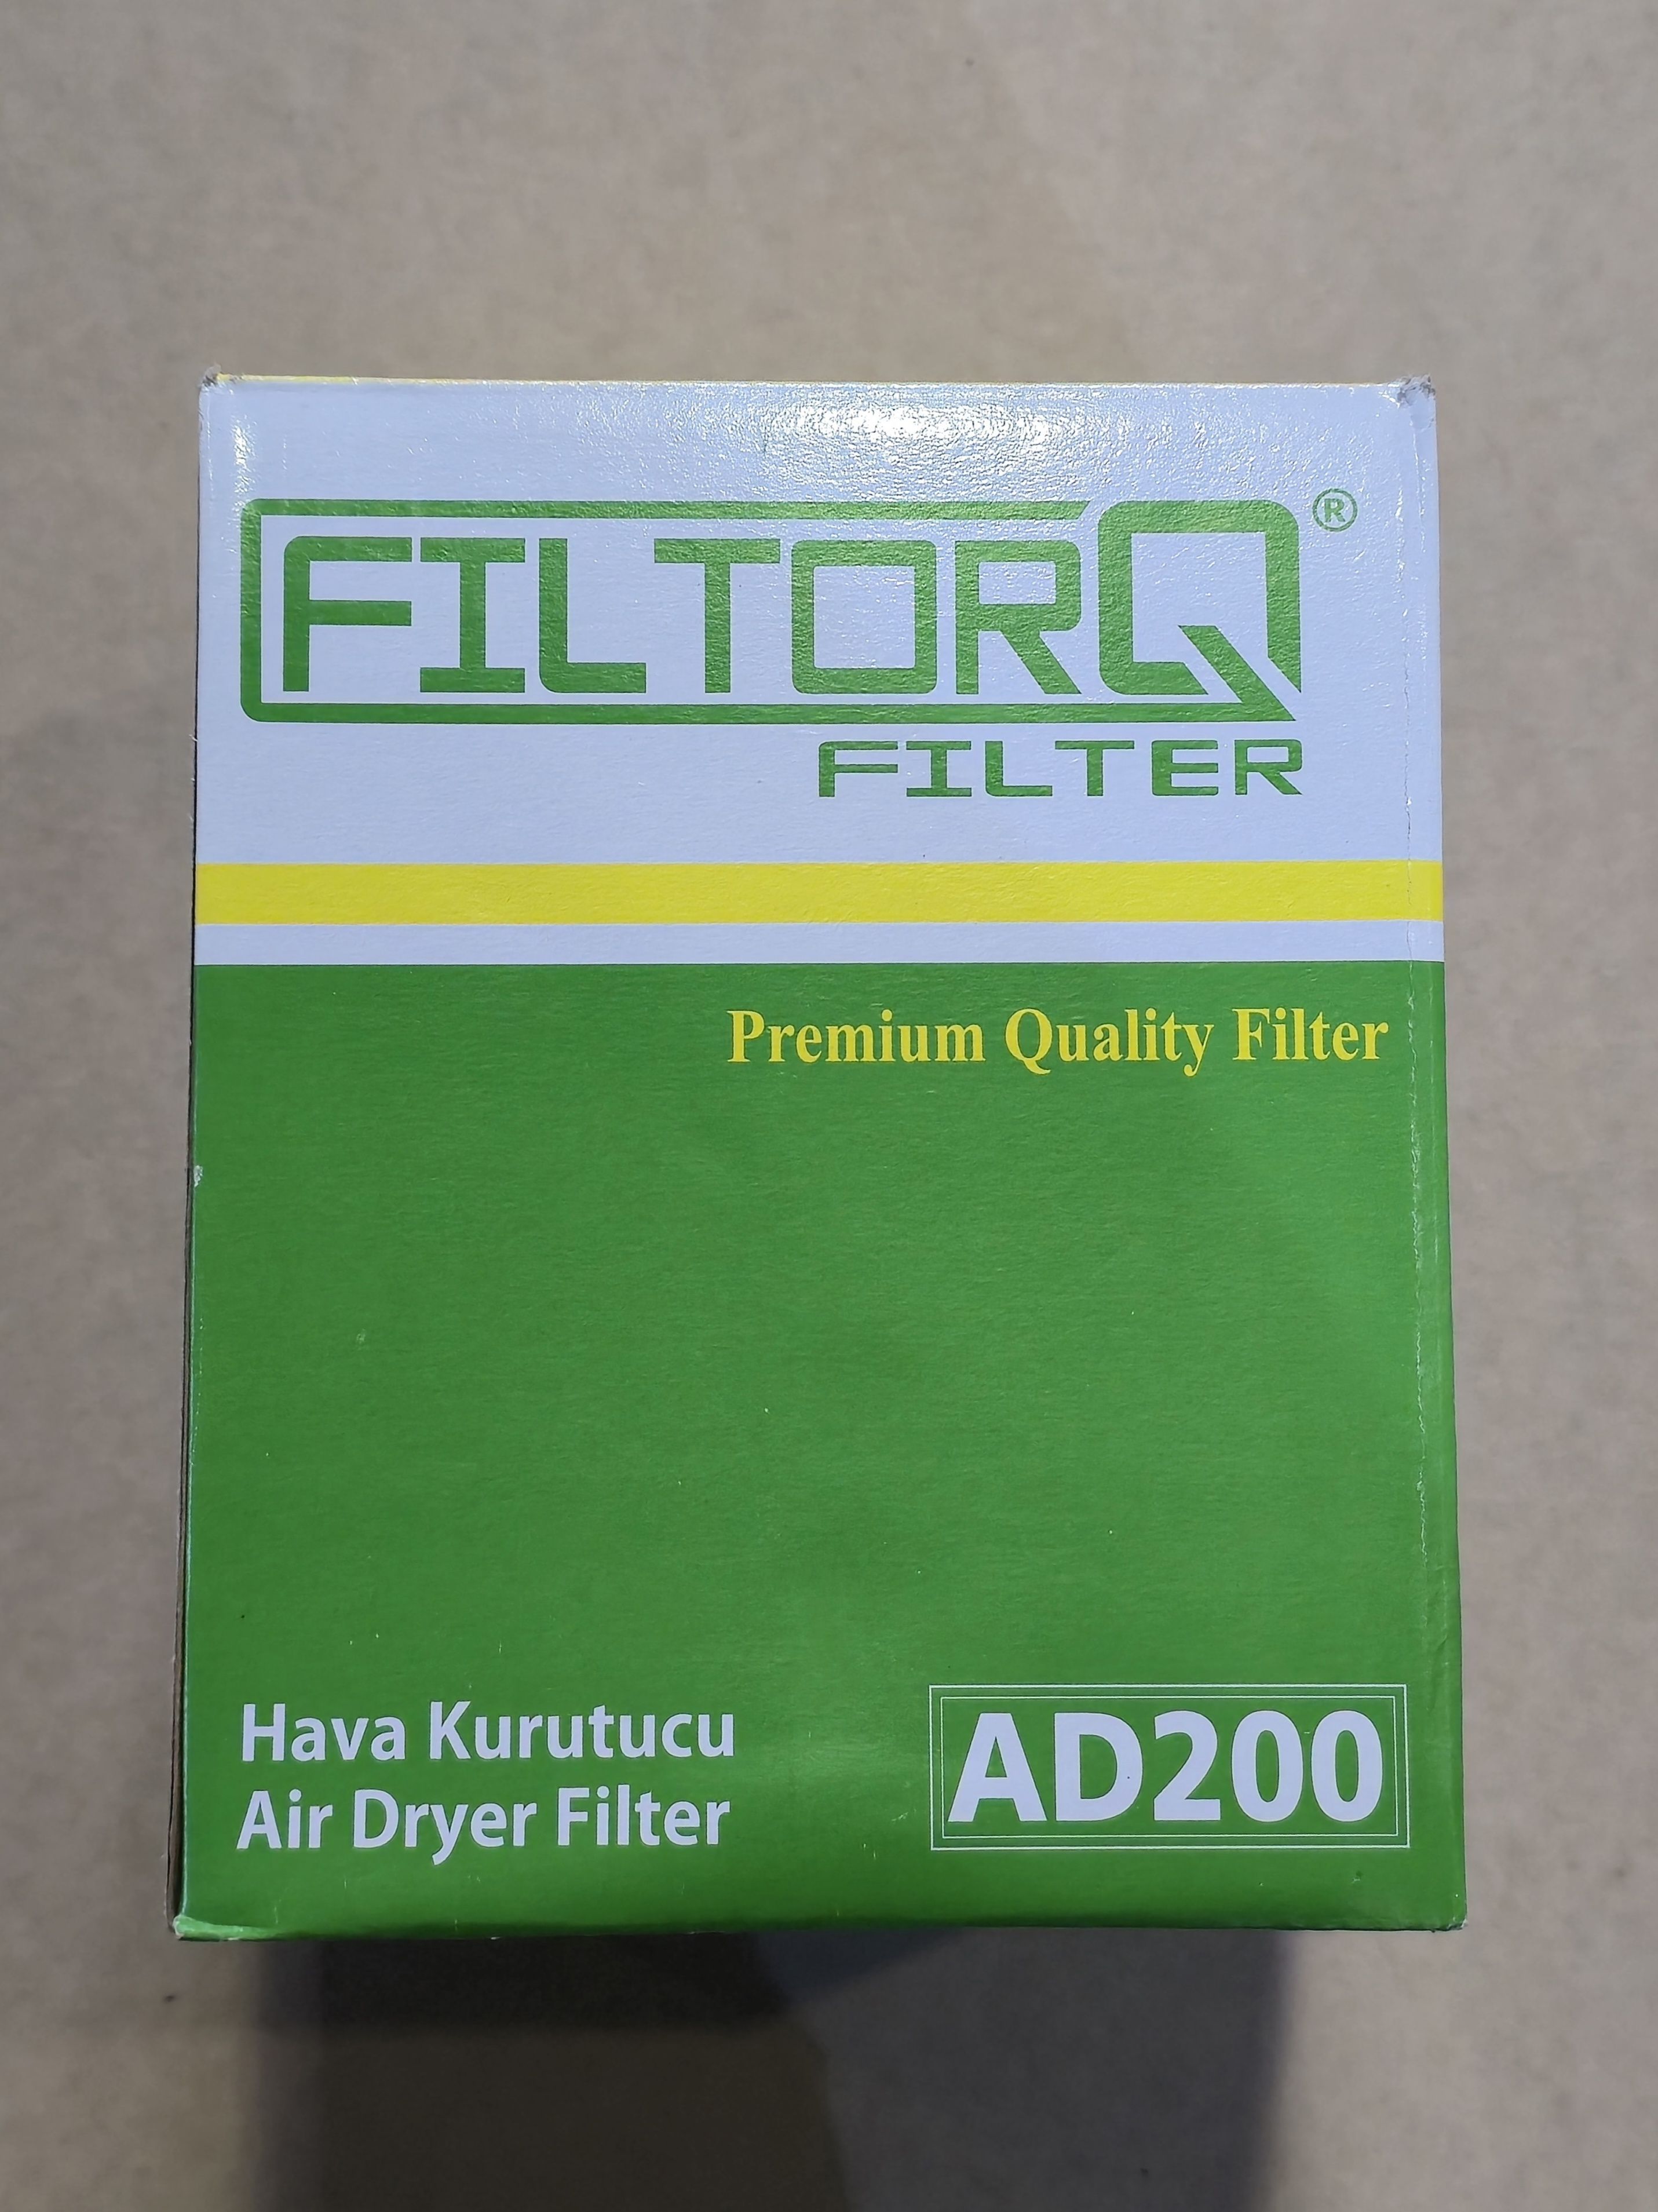 FILTORQ®
FILTER
Premium Quality Filter
Hava Kurutucu
Air Dryer Filter
AD200